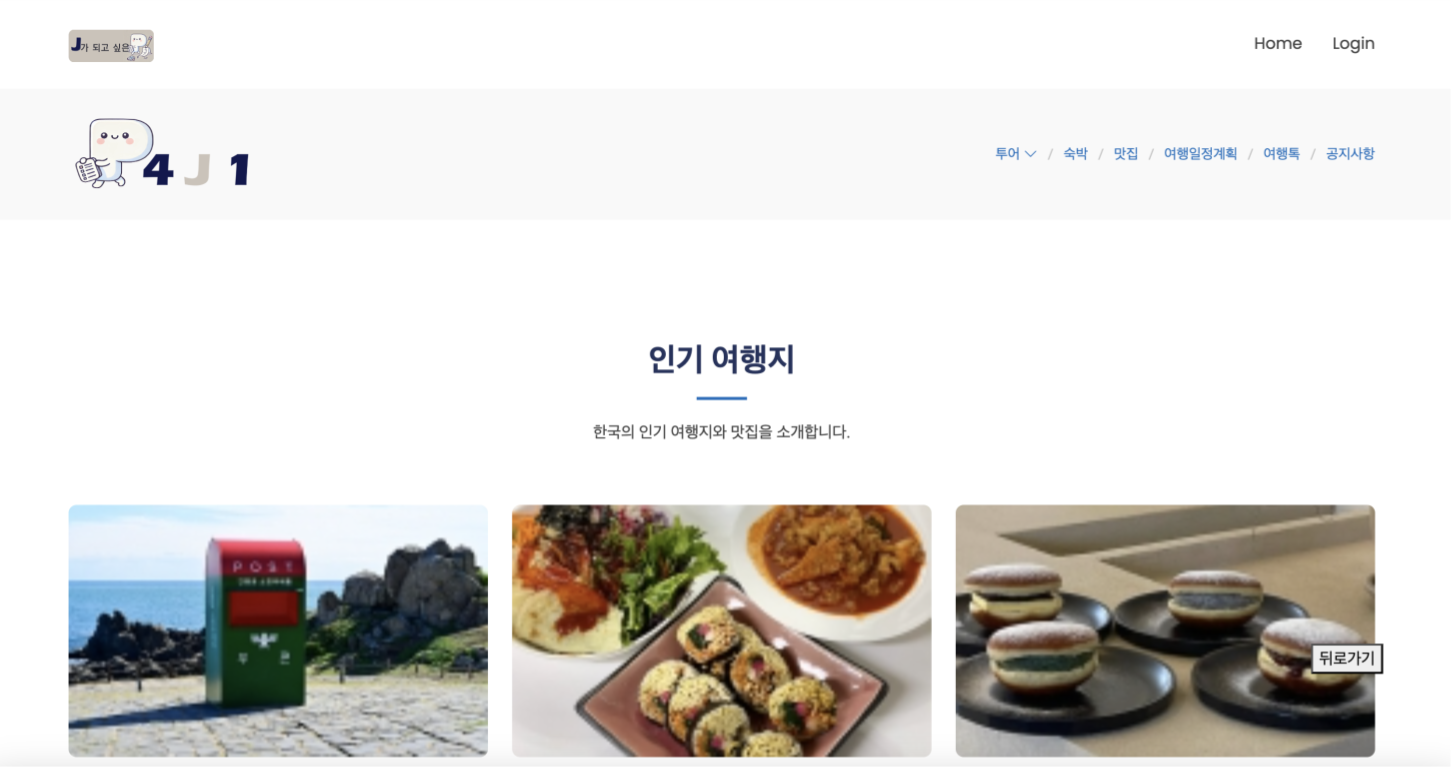 J가 되고 싶은
Home Login
4 J 1
투어 / 숙박 / 맛집 / 여행일정계획 / 여행톡 / 공지사항
인기 여행지
한국의 인기 여행지와 맛집을 소개합니다.
POST
우 편
뒤로가기